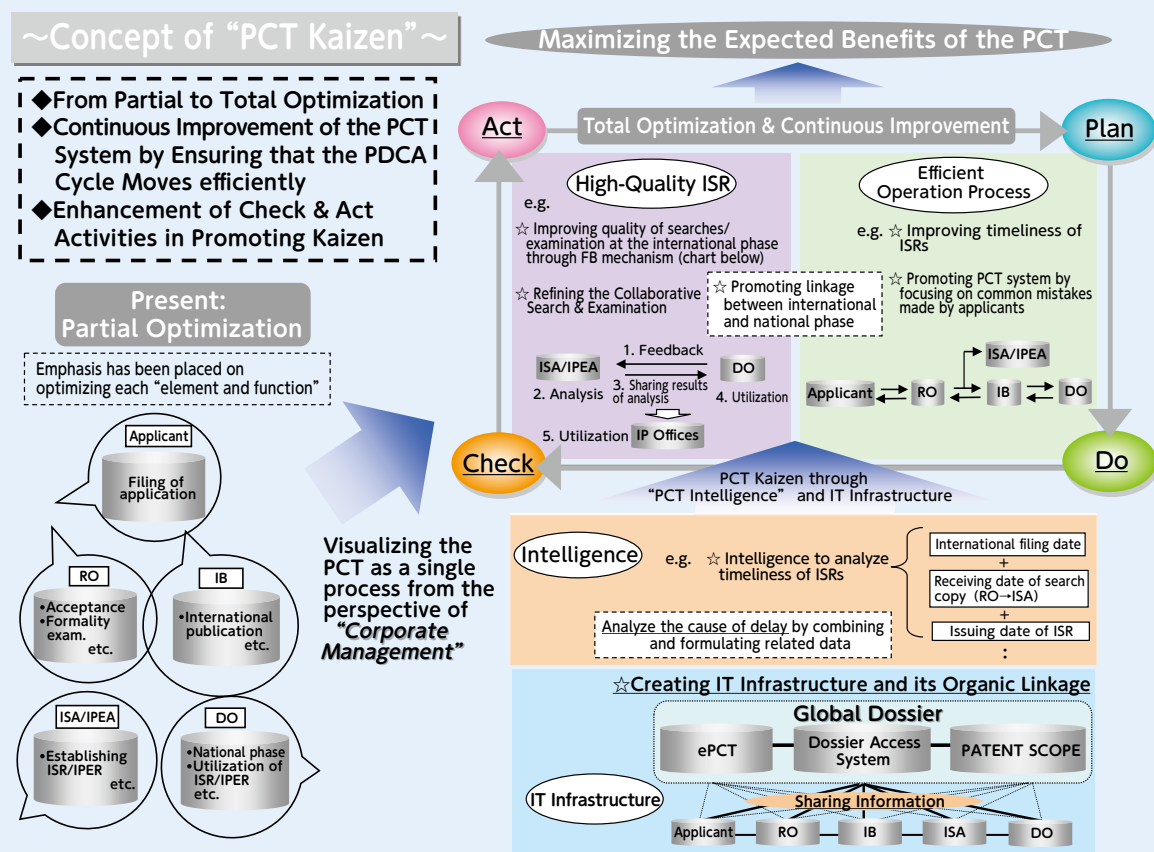 ~Concept of "PCT Kaizen"~
◆From Partial to Total Optimization
◆Continuous Improvement of the PCT
System by Ensuring that the PDCA
Cycle Moves efficiently
◆Enhancement of Check & Act
Activities in Promoting Kaizen
Present:
Partial Optimization
Emphasis has been placed on
optimizing each "element and function"
Applicant
Filing of
application
RO
•Acceptance
•Formality
exam.
etc.
IB
•International
publication
etc.
ISA/IPEA
•Establishing
ISR/IPER
etc.
DO
•National phase
•Utilization of
ISR/IPER
etc.
Visualizing the
PCT as a single
process from the
perspective of
"Corporate
Management"
Maximizing the Expected Benefits of the PCT
Act
Total Optimization & Continuous Improvement
Plan
High-Quality ISR
e.g.
☆ Improving quality of searches/
examination at the international phase
through FB mechanism (chart below)
☆ Refining the Collaborative
Search & Examination
☆ Promoting linkage
between international
and national phase
Efficient
Operation Process
e.g. ☆ Improving timeliness of
ISRs
☆ Promoting PCT system by
focusing on common mistakes
made by applicants
ISA/IPEA
1. Feedback
DO
2. Analysis
3. Sharing results
of analysis
4. Utilization
5. Utilization
IP Offices
ISA/IPEA
Applicant
RO
IB
DO
Check
Do
PCT Kaizen through
"PCT Intelligence" and IT Infrastructure
Intelligence
e.g. ☆ Intelligence to analyze
timeliness of ISRs
Analyze the cause of delay by combining
and formulating related data
International filing date
+
Receiving date of search
copy (RO→ISA)
+
Issuing date of ISR
:
☆Creating IT Infrastructure and its Organic Linkage
Global Dossier
ePCT
Dossier Access
System
PATENT SCOPE
IT Infrastructure
Sharing Information
Applicant
RO
IB
ISA
DO